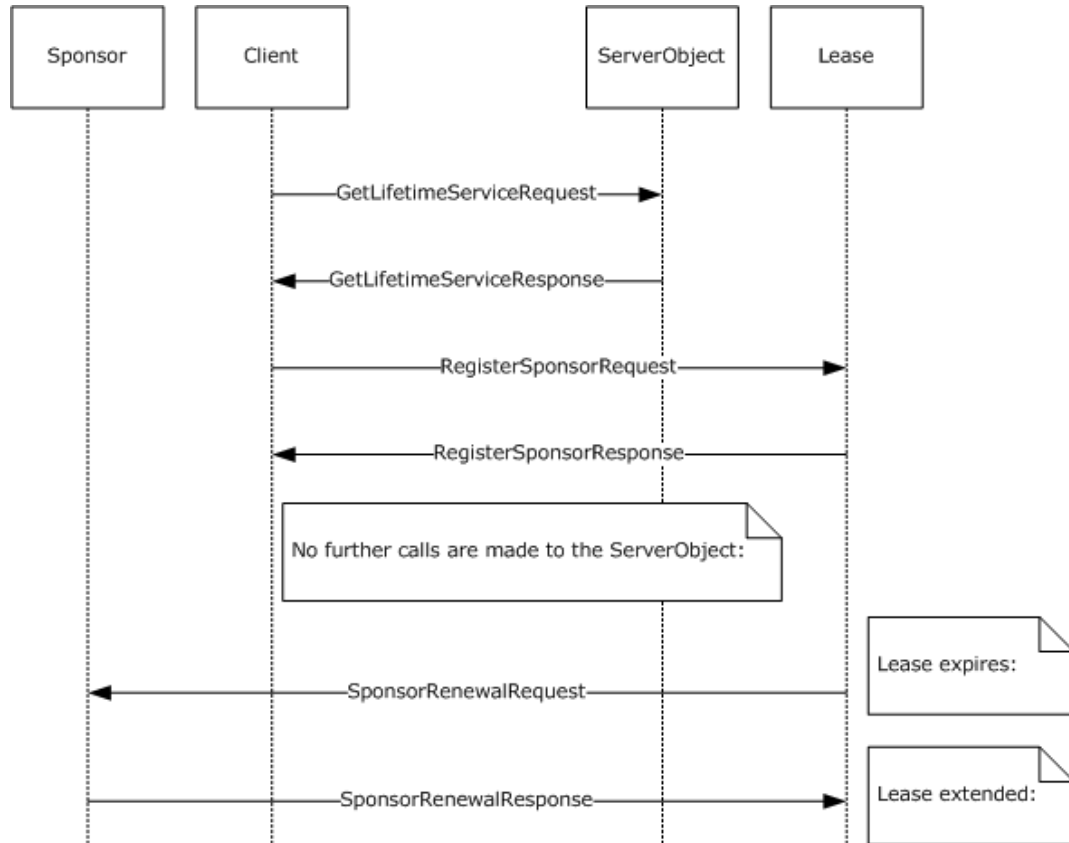 Sponsor
Client
ServerObject
Lease
GetLifetimeServiceRequest
GetLifetimeServiceResponse
RegisterSponsorRequest
RegisterSponsorResponse
No further calls are made to the ServerObject:
Lease expires:
SponsorRenewalRequest
SponsorRenewalResponse
Lease extended: